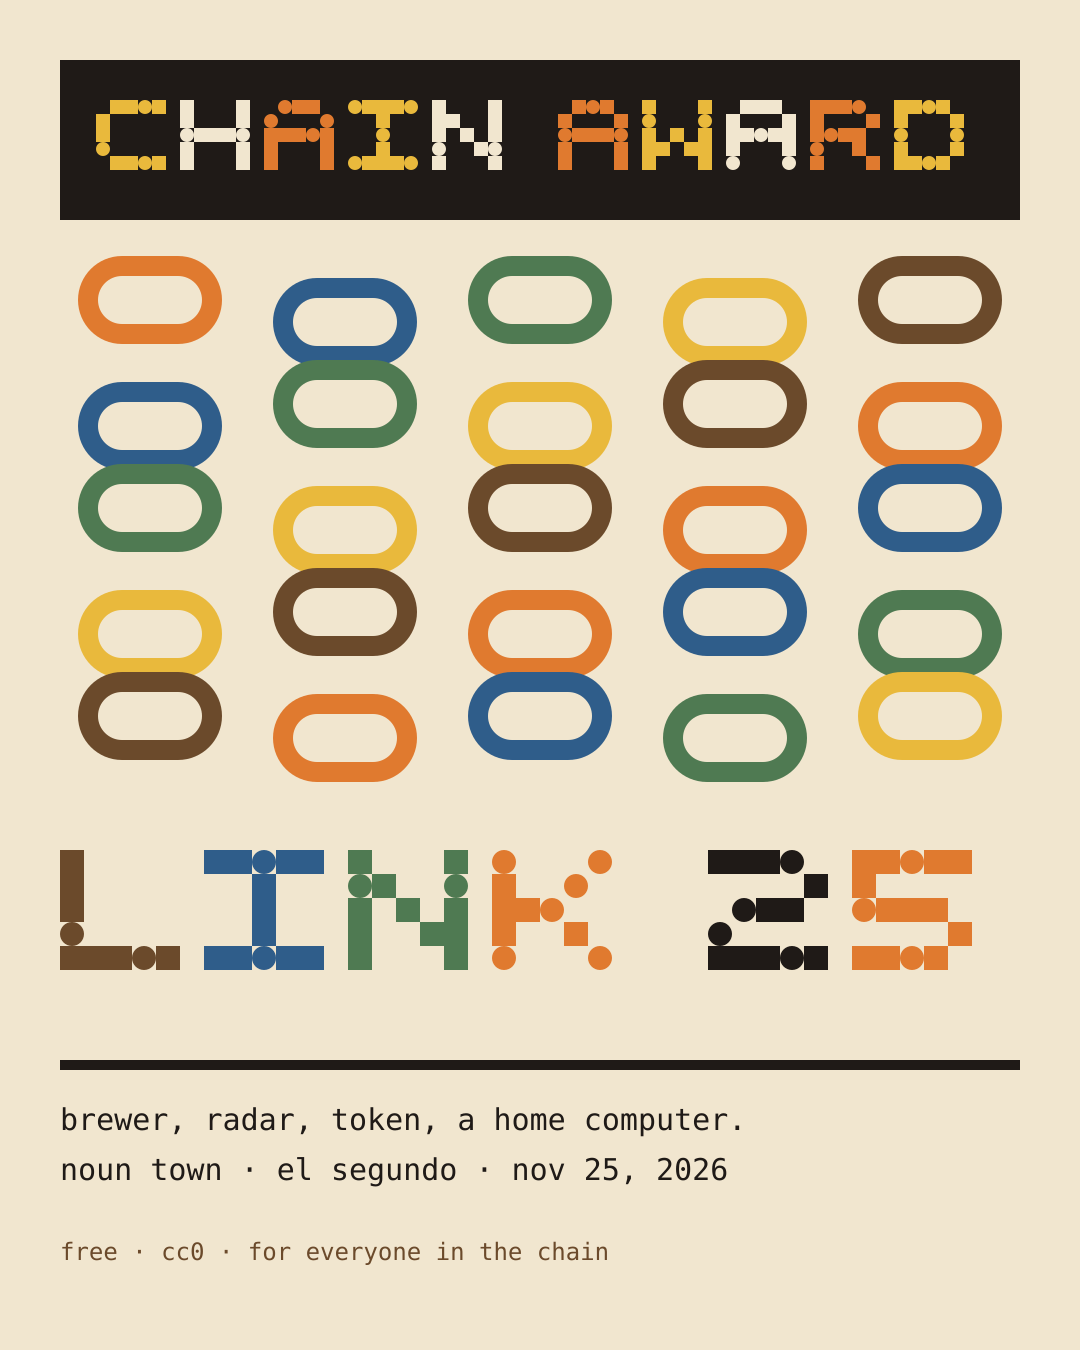 CHAIN AWARD
LINK 25
brewer, radar, token, a home computer.
noun town · el segundo · nov 25, 2026
free · cc0 · for everyone in the chain